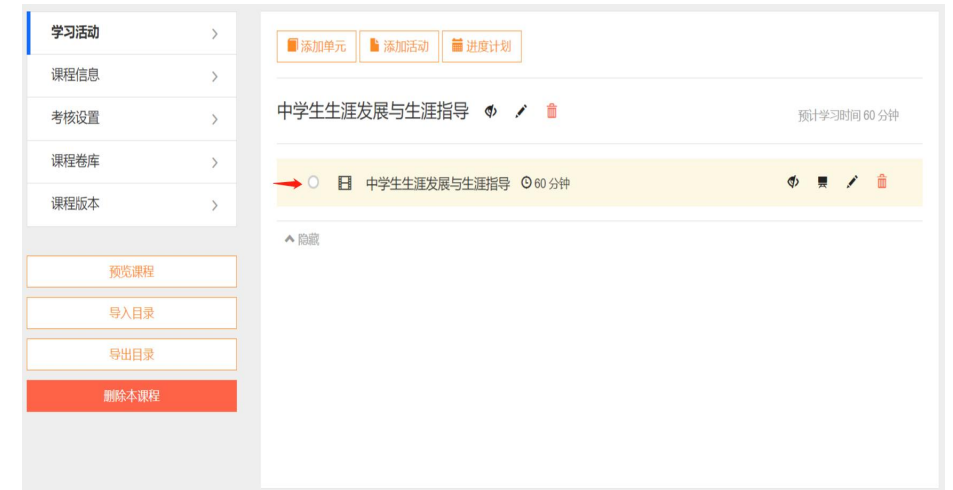 学习活动
课程信息
考核设置
课程卷库
课程版本
预览课程
导入目录
导出目录
删除本课程
添加单元 添加活动 进度计划
中学生生涯发展与生涯指导 预计学习时间 60 分钟
中学生生涯发展与生涯指导 60 分钟
隐藏